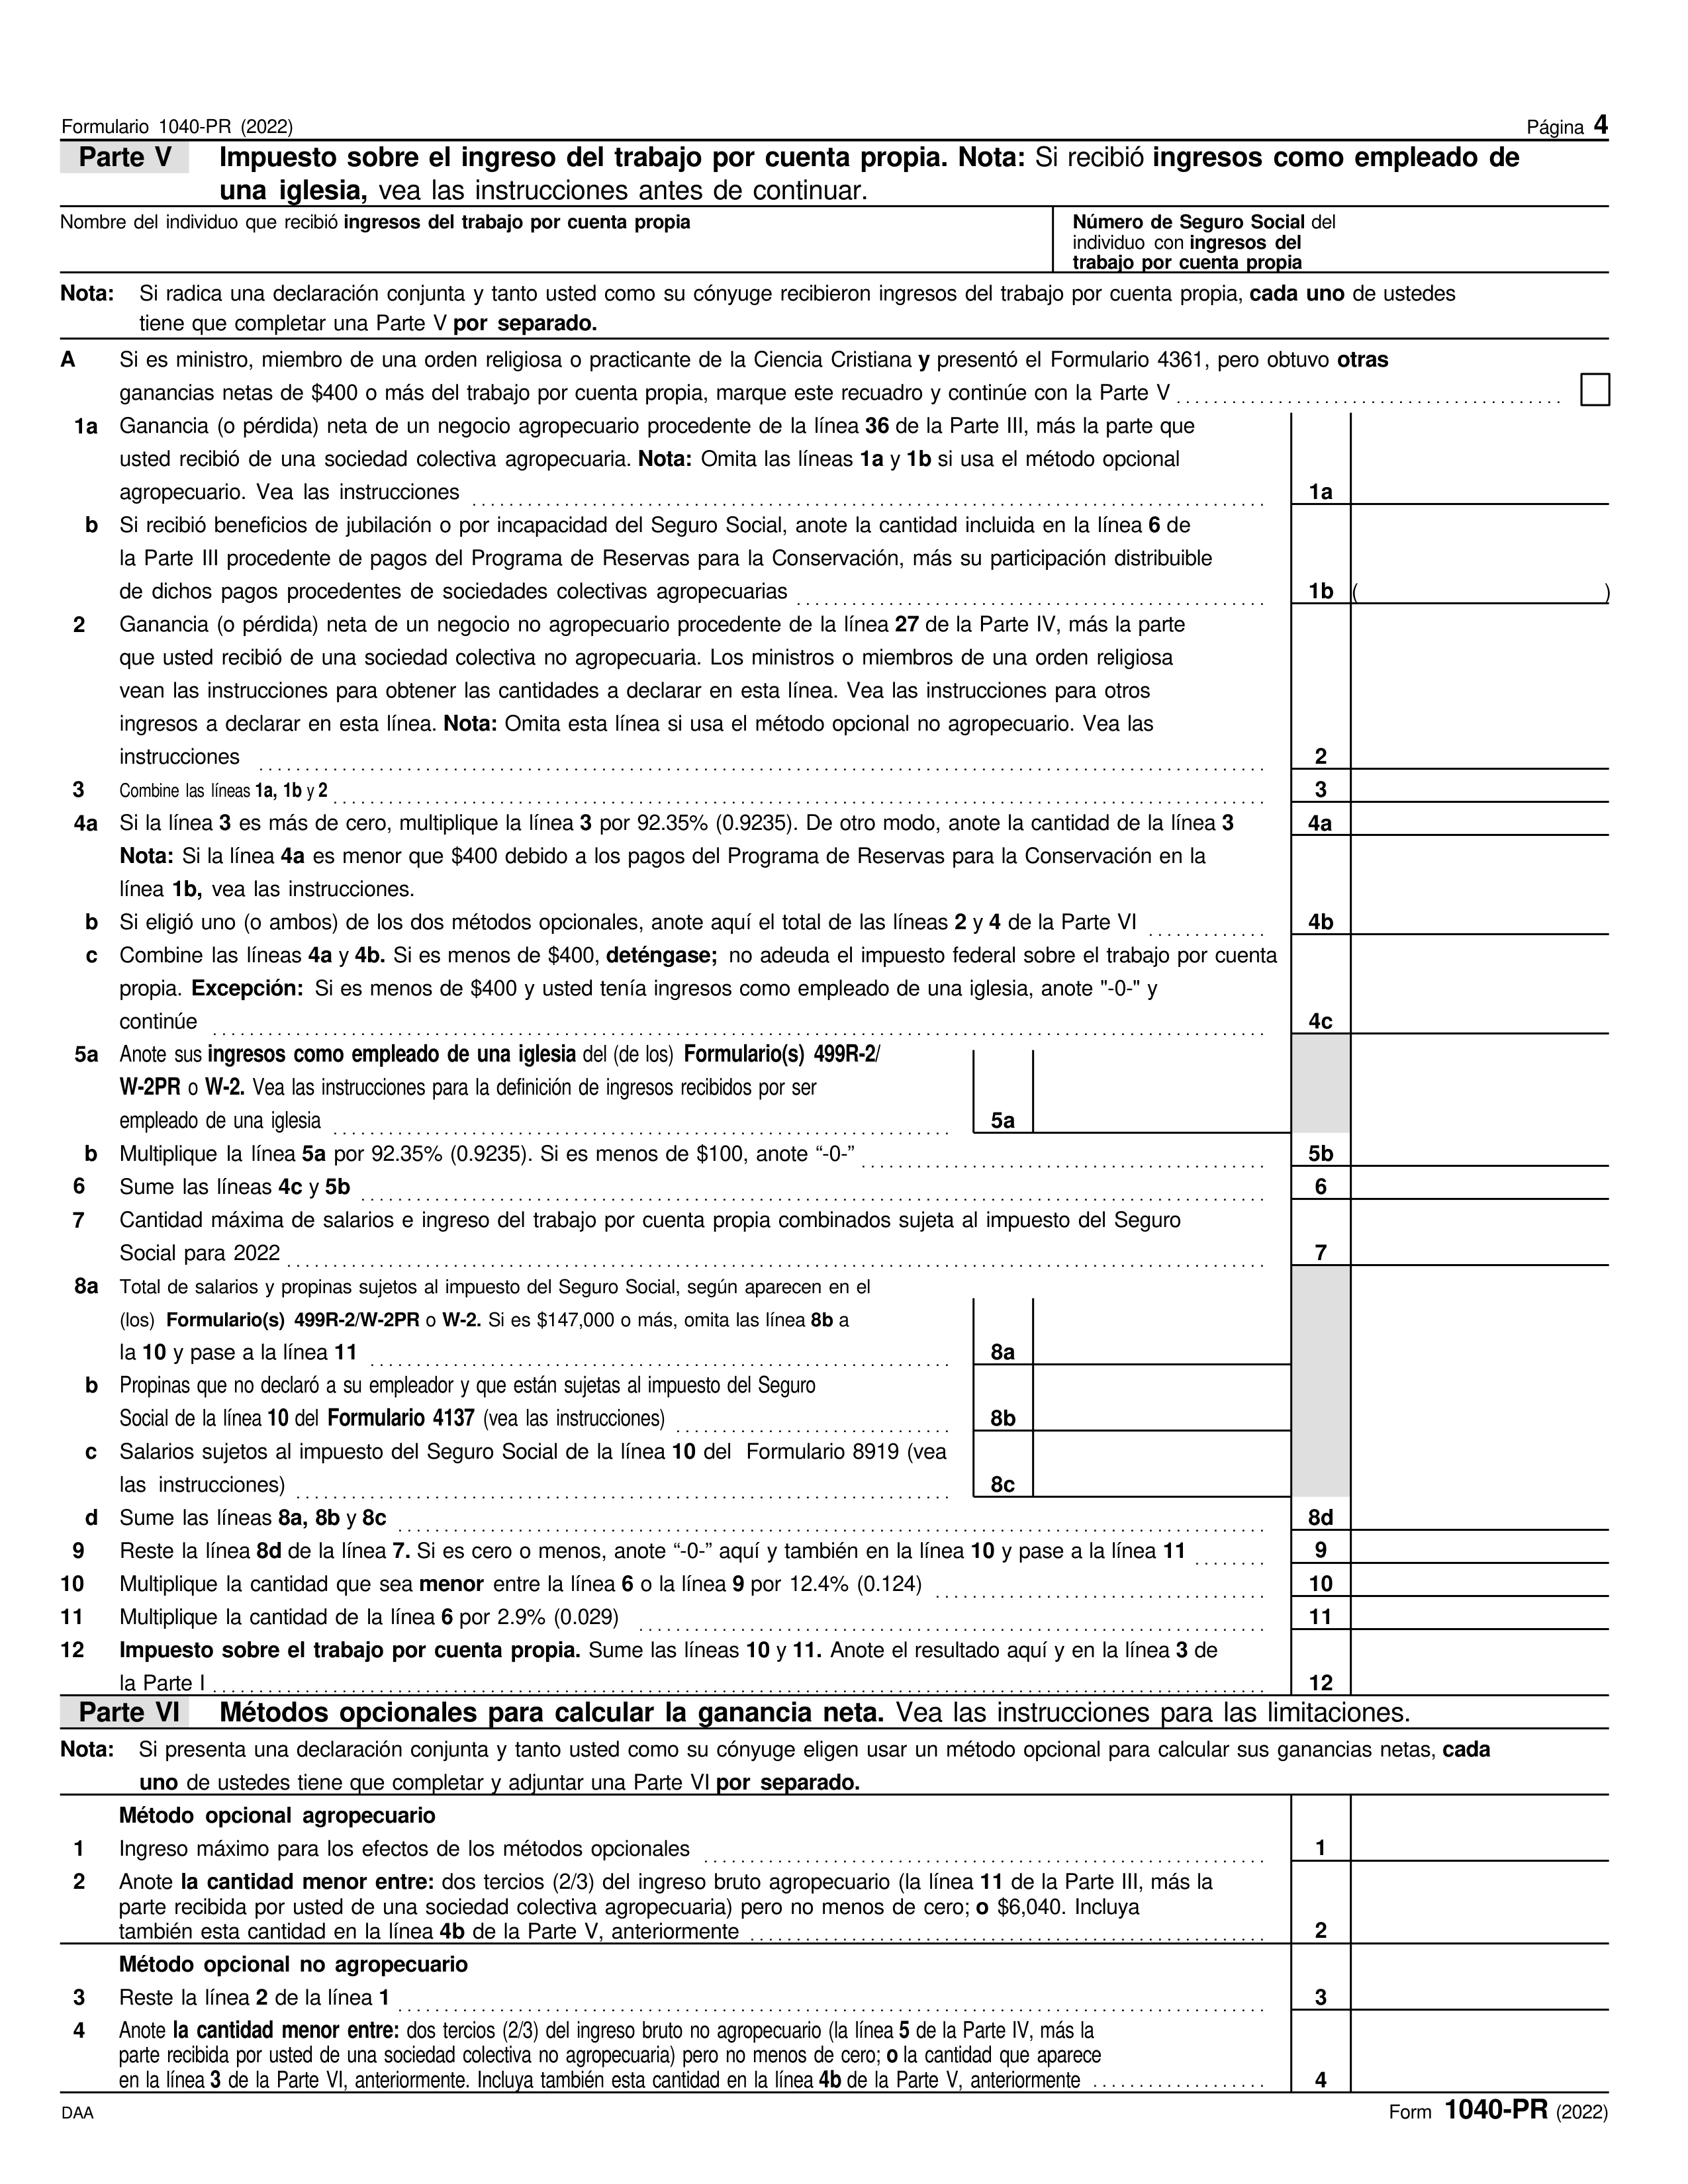 Formulario 1040-PR (2022) Página 4
Parte V Impuesto sobre el ingreso del trabajo por cuenta propia. Nota: Si recibió ingresos como empleado de
una iglesia, vea las instrucciones antes de continuar.
Nombre del individuo que recibió ingresos del trabajo por cuenta propia
Número de Seguro Social del
individuo con ingresos del
trabajo por cuenta propia
Nota: Si radica una declaración conjunta y tanto usted como su cónyuge recibieron ingresos del trabajo por cuenta propia, cada uno de ustedes
tiene que completar una Parte V por separado.
A Si es ministro, miembro de una orden religiosa o practicante de la Ciencia Cristiana y presentó el Formulario 4361, pero obtuvo otras
ganancias netas de $400 o más del trabajo por cuenta propia, marque este recuadro y continúe con la Parte V
1a Ganancia (o pérdida) neta de un negocio agropecuario procedente de la línea 36 de la Parte III, más la parte que
usted recibió de una sociedad colectiva agropecuaria. Nota: Omita las líneas 1a y 1b si usa el método opcional
agropecuario. Vea las instrucciones 1a
b Si recibió beneficios de jubilación o por incapacidad del Seguro Social, anote la cantidad incluida en la línea 6 de
la Parte III procedente de pagos del Programa de Reservas para la Conservación, más su participación distribuible
de dichos pagos procedentes de sociedades colectivas agropecuarias 1b ( )
2 Ganancia (o pérdida) neta de un negocio no agropecuario procedente de la línea 27 de la Parte IV, más la parte
que usted recibió de una sociedad colectiva no agropecuaria. Los ministros o miembros de una orden religiosa
vean las instrucciones para obtener las cantidades a declarar en esta línea. Vea las instrucciones para otros
ingresos a declarar en esta línea. Nota: Omita esta línea si usa el método opcional no agropecuario. Vea las
instrucciones 2
3 Combine las líneas 1a, 1b y 2 3
4a Si la línea 3 es más de cero, multiplique la línea 3 por 92.35% (0.9235). De otro modo, anote la cantidad de la línea 3 4a
Nota: Si la línea 4a es menor que $400 debido a los pagos del Programa de Reservas para la Conservación en la
línea 1b, vea las instrucciones.
b Si eligió uno (o ambos) de los dos métodos opcionales, anote aquí el total de las líneas 2 y 4 de la Parte VI 4b
c Combine las líneas 4a y 4b. Si es menos de $400, deténgase; no adeuda el impuesto federal sobre el trabajo por cuenta
propia. Excepción: Si es menos de $400 y usted tenía ingresos como empleado de una iglesia, anote "-0-" y
continúe 4c
5a Anote sus ingresos como empleado de una iglesia del (de los) Formulario(s) 499R-2/
W-2PR o W-2. Vea las instrucciones para la definición de ingresos recibidos por ser
empleado de una iglesia 5a
b Multiplique la línea 5a por 92.35% (0.9235). Si es menos de $100, anote “-0-” 5b
6 Sume las líneas 4c y 5b 6
7 Cantidad máxima de salarios e ingreso del trabajo por cuenta propia combinados sujeta al impuesto del Seguro
Social para 2022 7
8a Total de salarios y propinas sujetos al impuesto del Seguro Social, según aparecen en el
(los) Formulario(s) 499R-2/W-2PR o W-2. Si es $147,000 o más, omita las línea 8b a
la 10 y pase a la línea 11 8a
b Propinas que no declaró a su empleador y que están sujetas al impuesto del Seguro
Social de la línea 10 del Formulario 4137 (vea las instrucciones) 8b
c Salarios sujetos al impuesto del Seguro Social de la línea 10 del Formulario 8919 (vea
las instrucciones) 8c
d Sume las líneas 8a, 8b y 8c 8d
9 Reste la línea 8d de la línea 7. Si es cero o menos, anote “-0-” aquí y también en la línea 10 y pase a la línea 11 9
10 Multiplique la cantidad que sea menor entre la línea 6 o la línea 9 por 12.4% (0.124) 10
11 Multiplique la cantidad de la línea 6 por 2.9% (0.029) 11
12 Impuesto sobre el trabajo por cuenta propia. Sume las líneas 10 y 11. Anote el resultado aquí y en la línea 3 de
la Parte I 12
Parte VI Métodos opcionales para calcular la ganancia neta. Vea las instrucciones para las limitaciones.
Nota: Si presenta una declaración conjunta y tanto usted como su cónyuge eligen usar un método opcional para calcular sus ganancias netas, cada
uno de ustedes tiene que completar y adjuntar una Parte VI por separado.
Método opcional agropecuario
1 Ingreso máximo para los efectos de los métodos opcionales 1
2 Anote la cantidad menor entre: dos tercios (2/3) del ingreso bruto agropecuario (la línea 11 de la Parte III, más la
parte recibida por usted de una sociedad colectiva agropecuaria) pero no menos de cero; o $6,040. Incluya
también esta cantidad en la línea 4b de la Parte V, anteriormente 2
Método opcional no agropecuario
3 Reste la línea 2 de la línea 1 3
4 Anote la cantidad menor entre: dos tercios (2/3) del ingreso bruto no agropecuario (la línea 5 de la Parte IV, más la
parte recibida por usted de una sociedad colectiva no agropecuaria) pero no menos de cero; o la cantidad que aparece
en la línea 3 de la Parte VI, anteriormente. Incluya también esta cantidad en la línea 4b de la Parte V, anteriormente 4
DAA Form 1040-PR (2022)